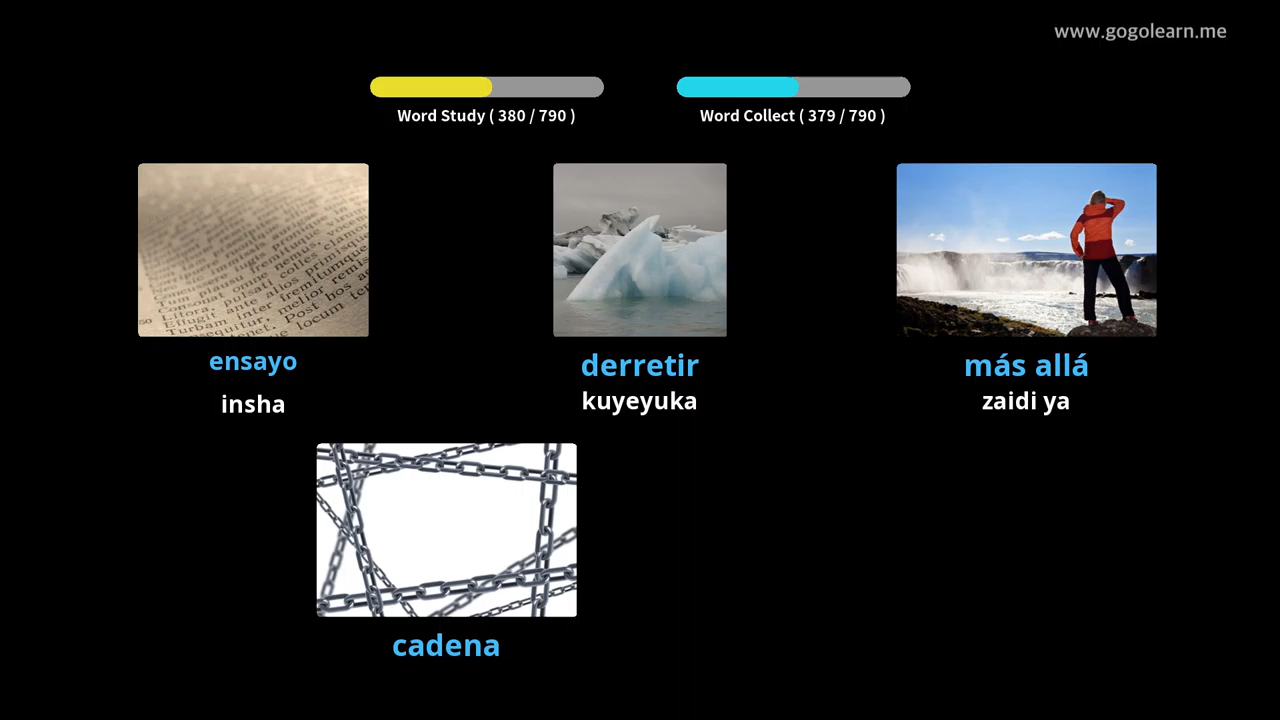 www.gogolearn.me
Word Study ( 380 / 790 )
Word Collect ( 379 / 790 )
ensayo
insha
derretir
kuyeyuka
más allá
zaidi ya
cadena